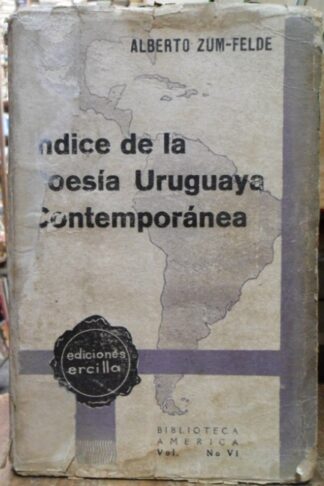 ALBERTO ZUM-FELDE
ndice de la
oesía Uruguaya
Contemporánea
ediciones
ercilla
BIBLIOTECA
AMERICA
Vol. No VI